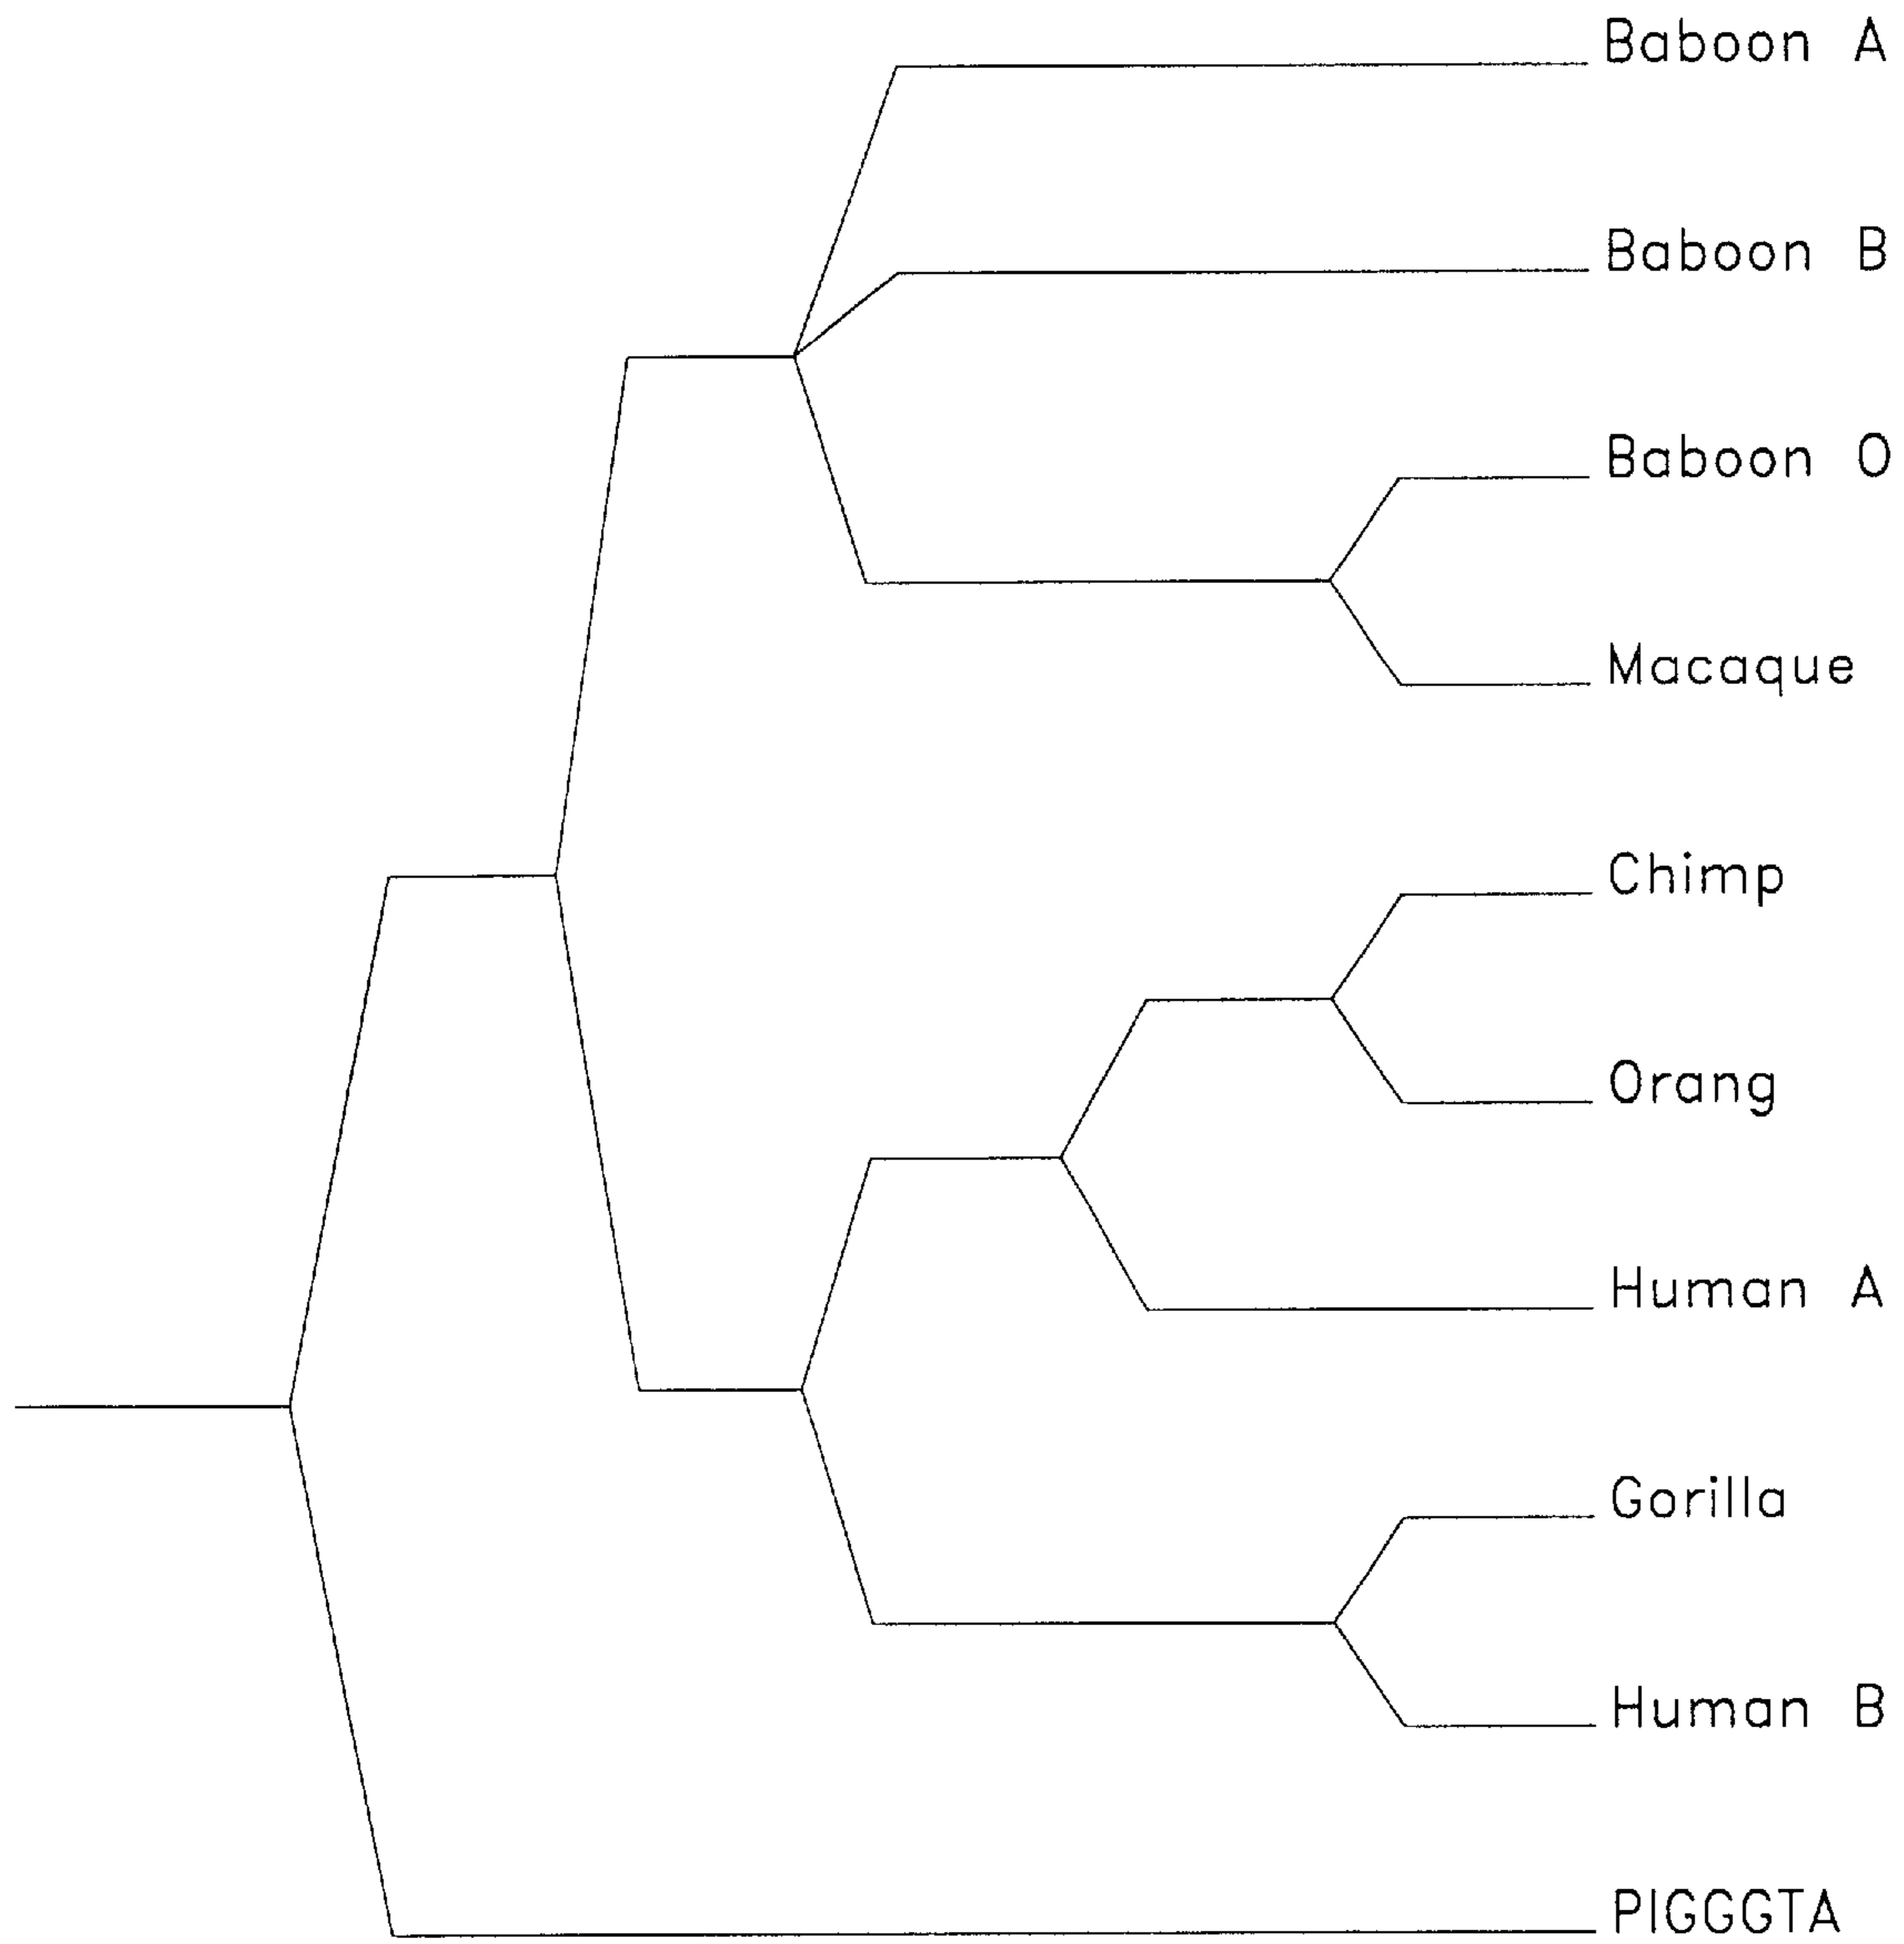 Baboon A
Baboon B
Baboon O
Macaque
Chimp
Orang
Human A
Gorilla
Human B
PIGGGTA